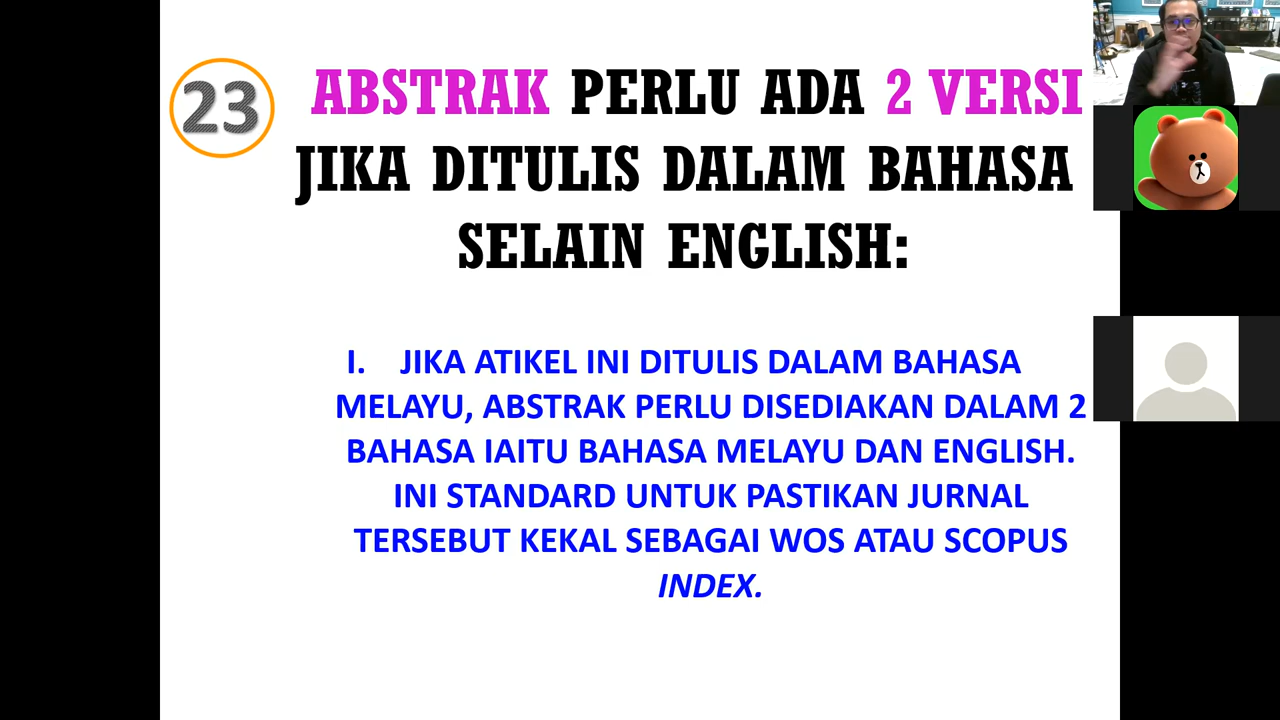 23 ABSTRAK PERLU ADA 2 VERSI
JIKA DITULIS DALAM BAHASA
SELAIN ENGLISH:
I. JIKA ATIKEL INI DITULIS DALAM BAHASA
MELAYU, ABSTRAK PERLU DISEDIAKAN DALAM 2
BAHASA IAITU BAHASA MELAYU DAN ENGLISH.
INI STANDARD UNTUK PASTIKAN JURNAL
TERSEBUT KEKAL SEBAGAI WOS ATAU SCOPUS
INDEX.